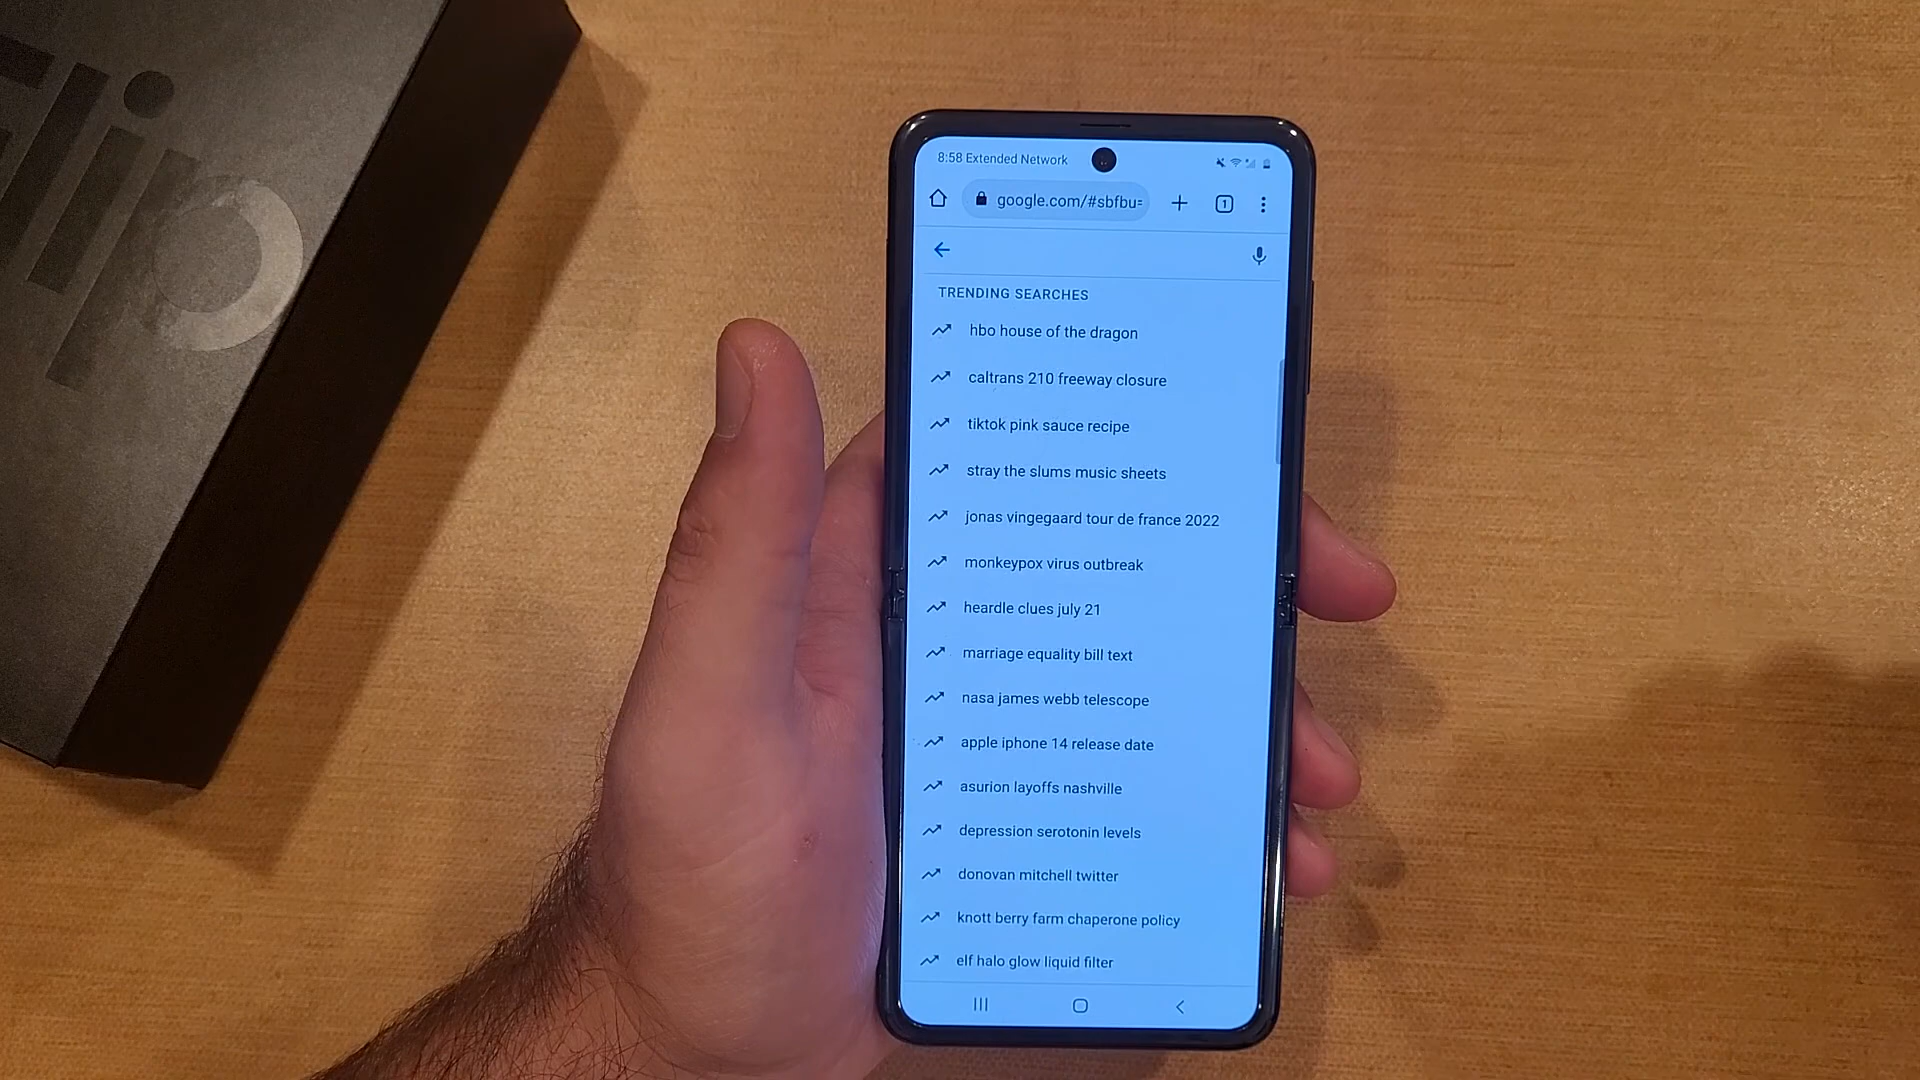 Flip
8:58 Extended Network
google.com/#sbfbu=
1
TRENDING SEARCHES
hbo house of the dragon
caltrans 210 freeway closure
tiktok pink sauce recipe
stray the slums music sheets
jonas vingegaard tour de france 2022
monkeypox virus outbreak
heardle clues july 21
marriage equality bill text
nasa james webb telescope
apple iphone 14 release date
asurion layoffs nashville
depression serotonin levels
donovan mitchell twitter
knott berry farm chaperone policy
elf halo glow liquid filter